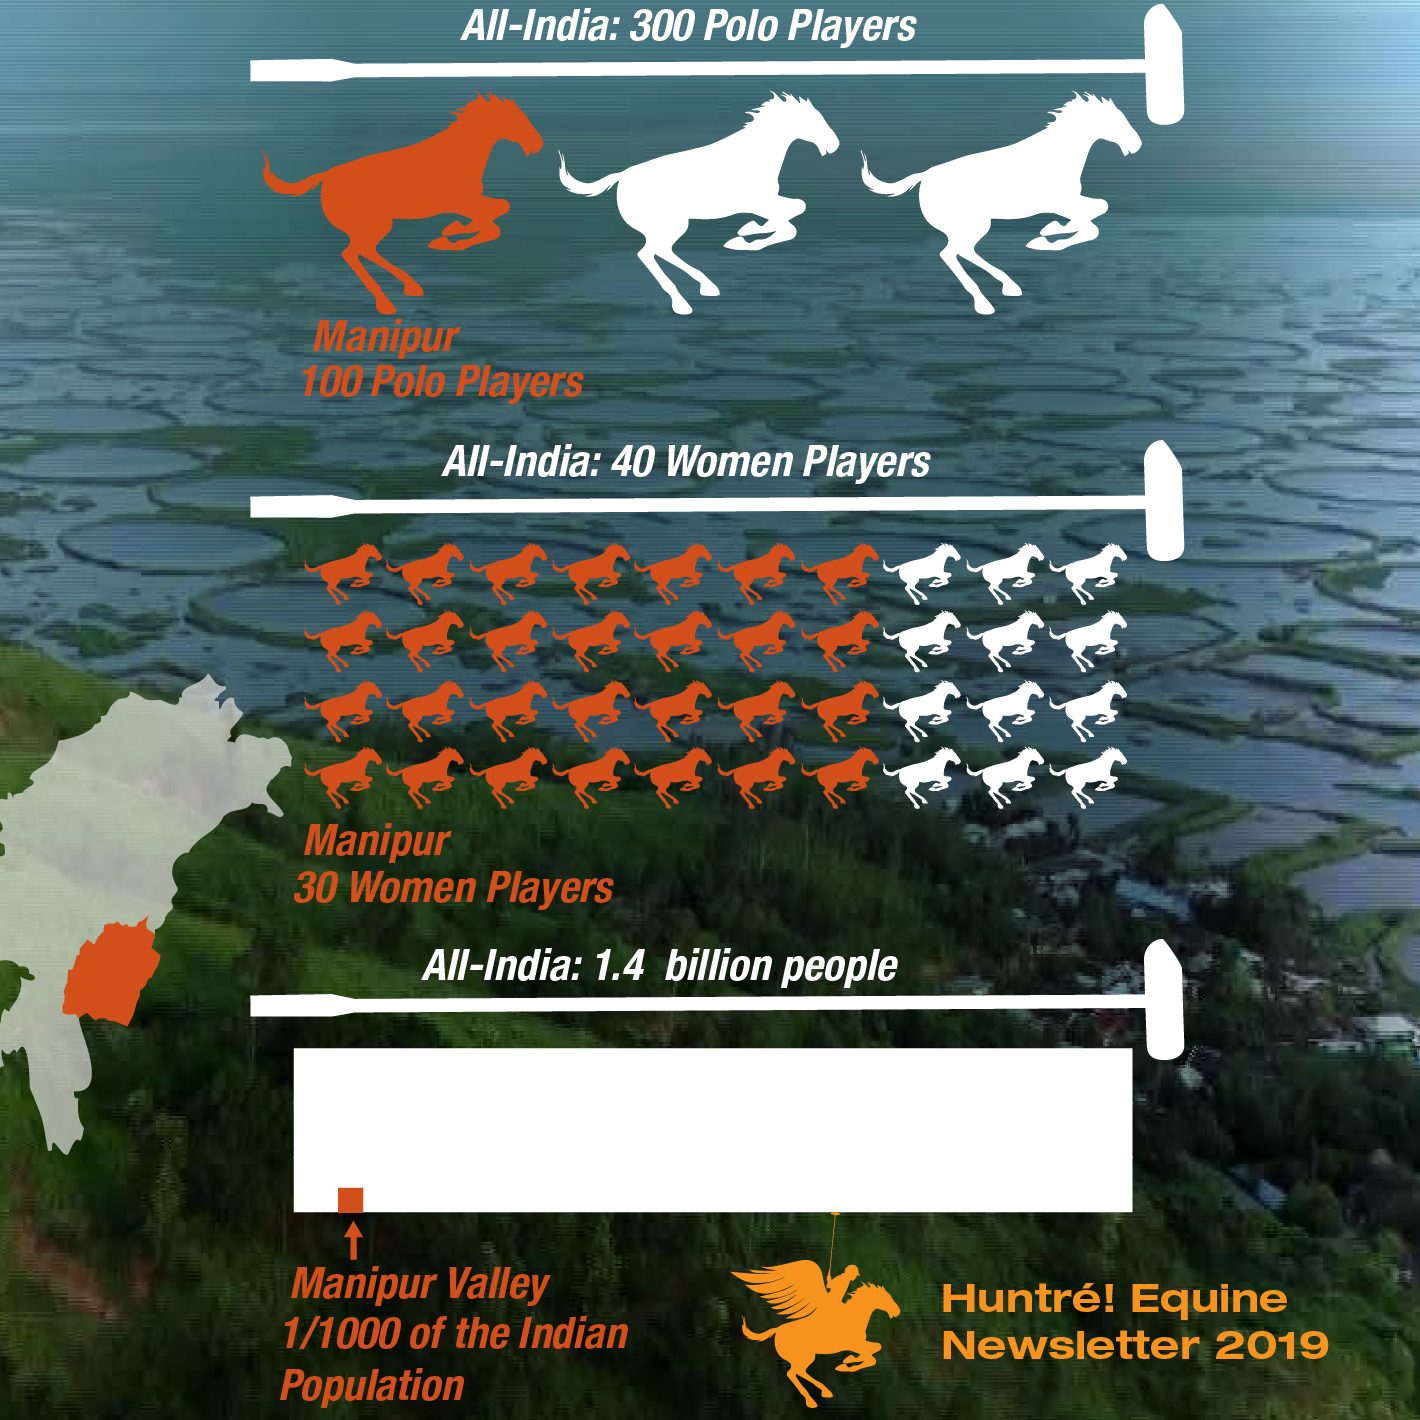 All-India: 300 Polo Players
Manipur
100 Polo Players
All-India: 40 Women Players
Manipur
30 Women Players
All-India: 1.4 billion people
Manipur Valley
1/1000 of the Indian
Population
Huntré! Equine
Newsletter 2019